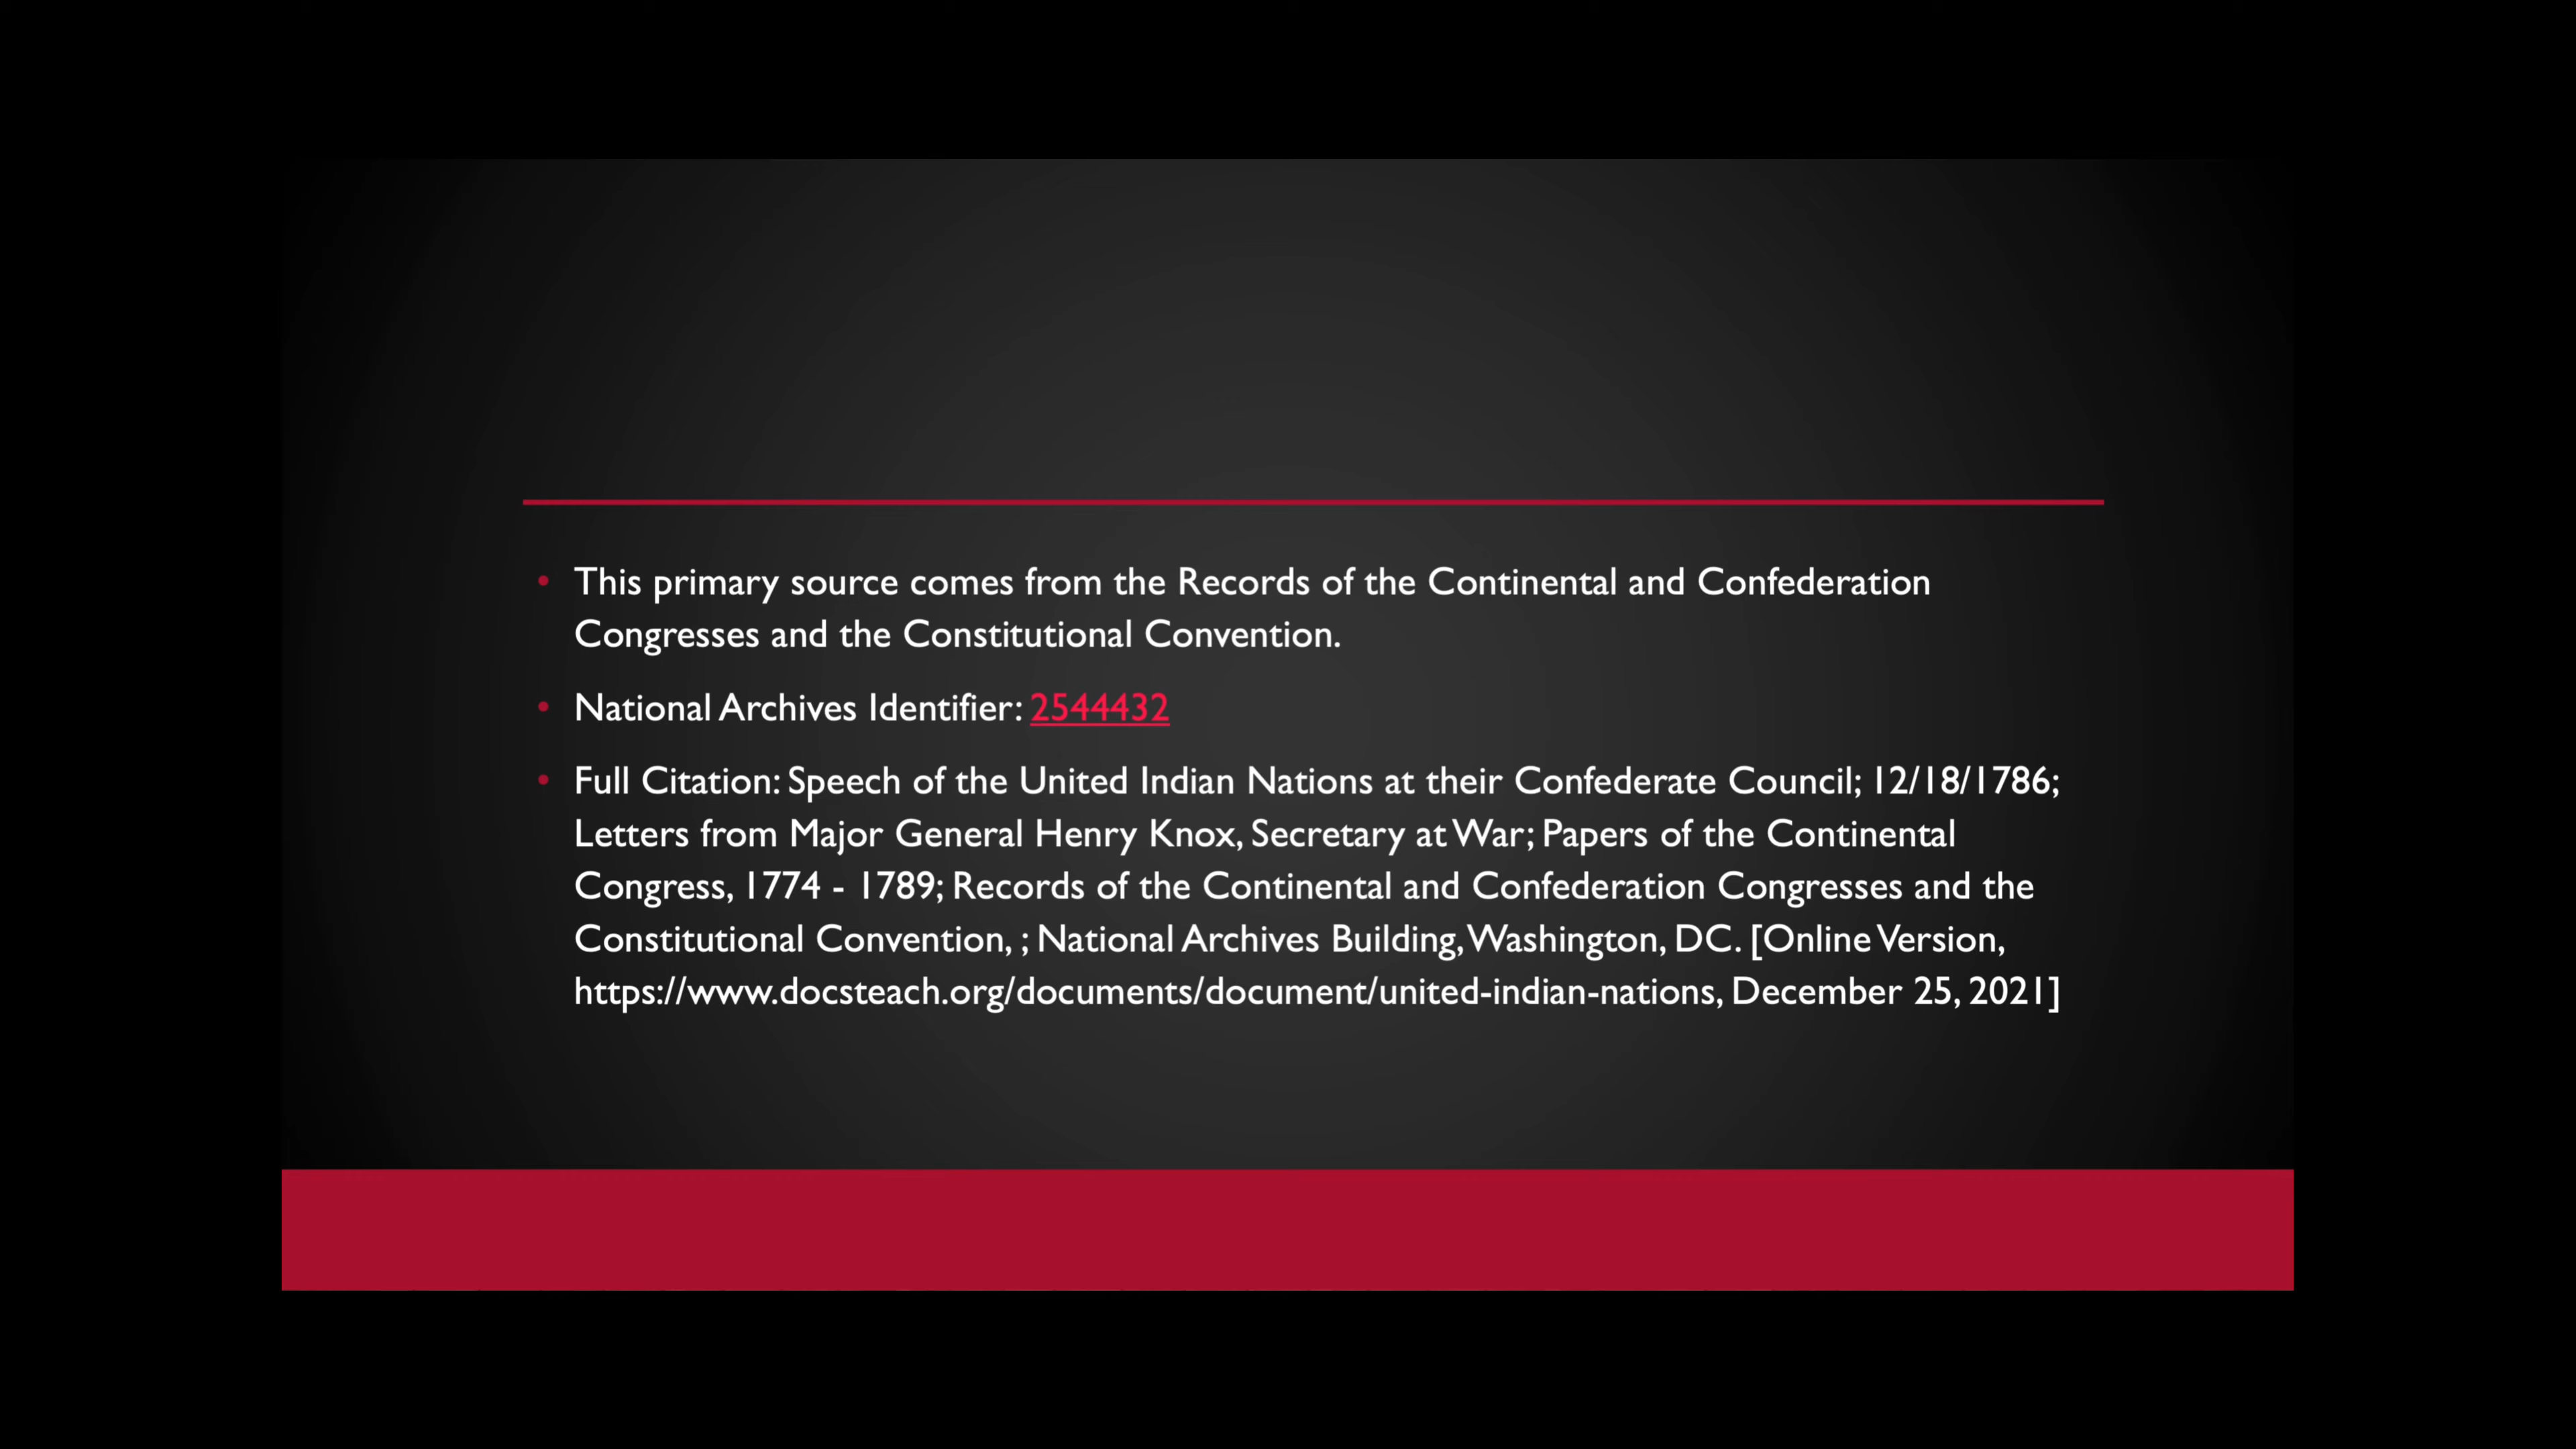 • This primary source comes from the Records of the Continental and Confederation
Congresses and the Constitutional Convention.
• National Archives Identifier: 2544432
• Full Citation: Speech of the United Indian Nations at their Confederate Council; 12/18/1786;
Letters from Major General Henry Knox, Secretary at War; Papers of the Continental
Congress, 1774 - 1789; Records of the Continental and Confederation Congresses and the
Constitutional Convention, ; National Archives Building, Washington, DC. [Online Version,
https://www.docsteach.org/documents/document/united-indian-nations, December 25, 2021]